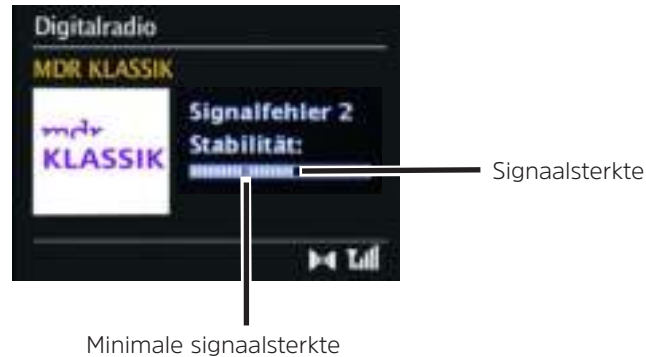 Digitalradio
MDR KLASSIK
mdr
KLASSIK
Signalfehler 2
Stabilität:
Signaalsterkte
Minimale signaalsterkte